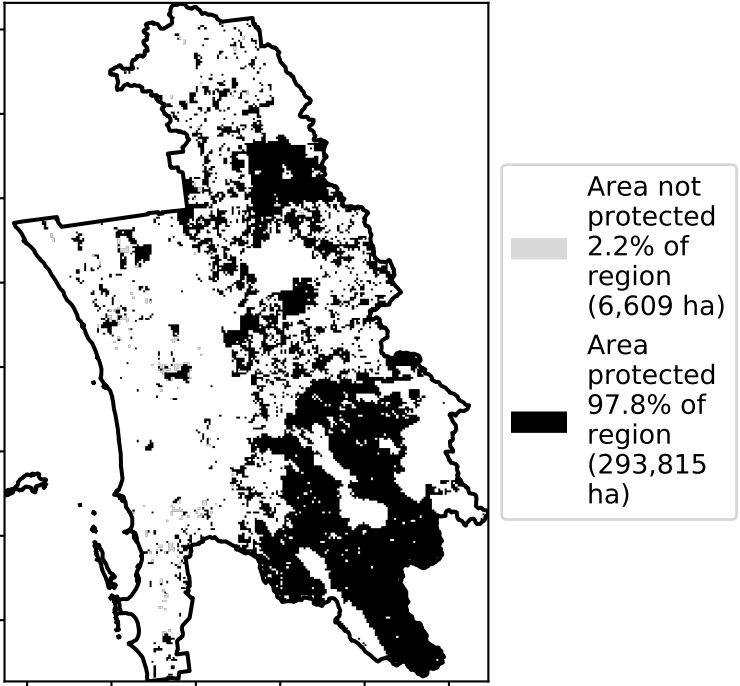 Area not
protected
2.2% of
region
(6,609 ha)
Area
protected
97.8% of
region
(293,815
ha)